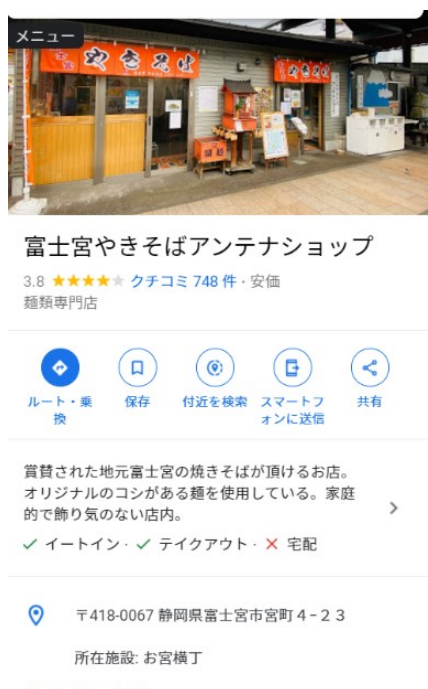 メニュー
富士宮 やきそば
やきそば
富士宮やきそばアンテナショップ
3.8 ★★★★★ クチコミ 748 件 · 安価
麺類専門店
ルート・乗換
保存
付近を検索
スマートフォンに送信
共有
賞賛された地元富士宮の焼きそばが頂けるお店。
オリジナルのコシがある麺を使用している。家庭
的で飾り気のない店内。
✓ イートイン · ✓ テイクアウト · ✕ 宅配
〒418-0067 静岡県富士宮市宮町４−２３
所在施設: お宮横丁